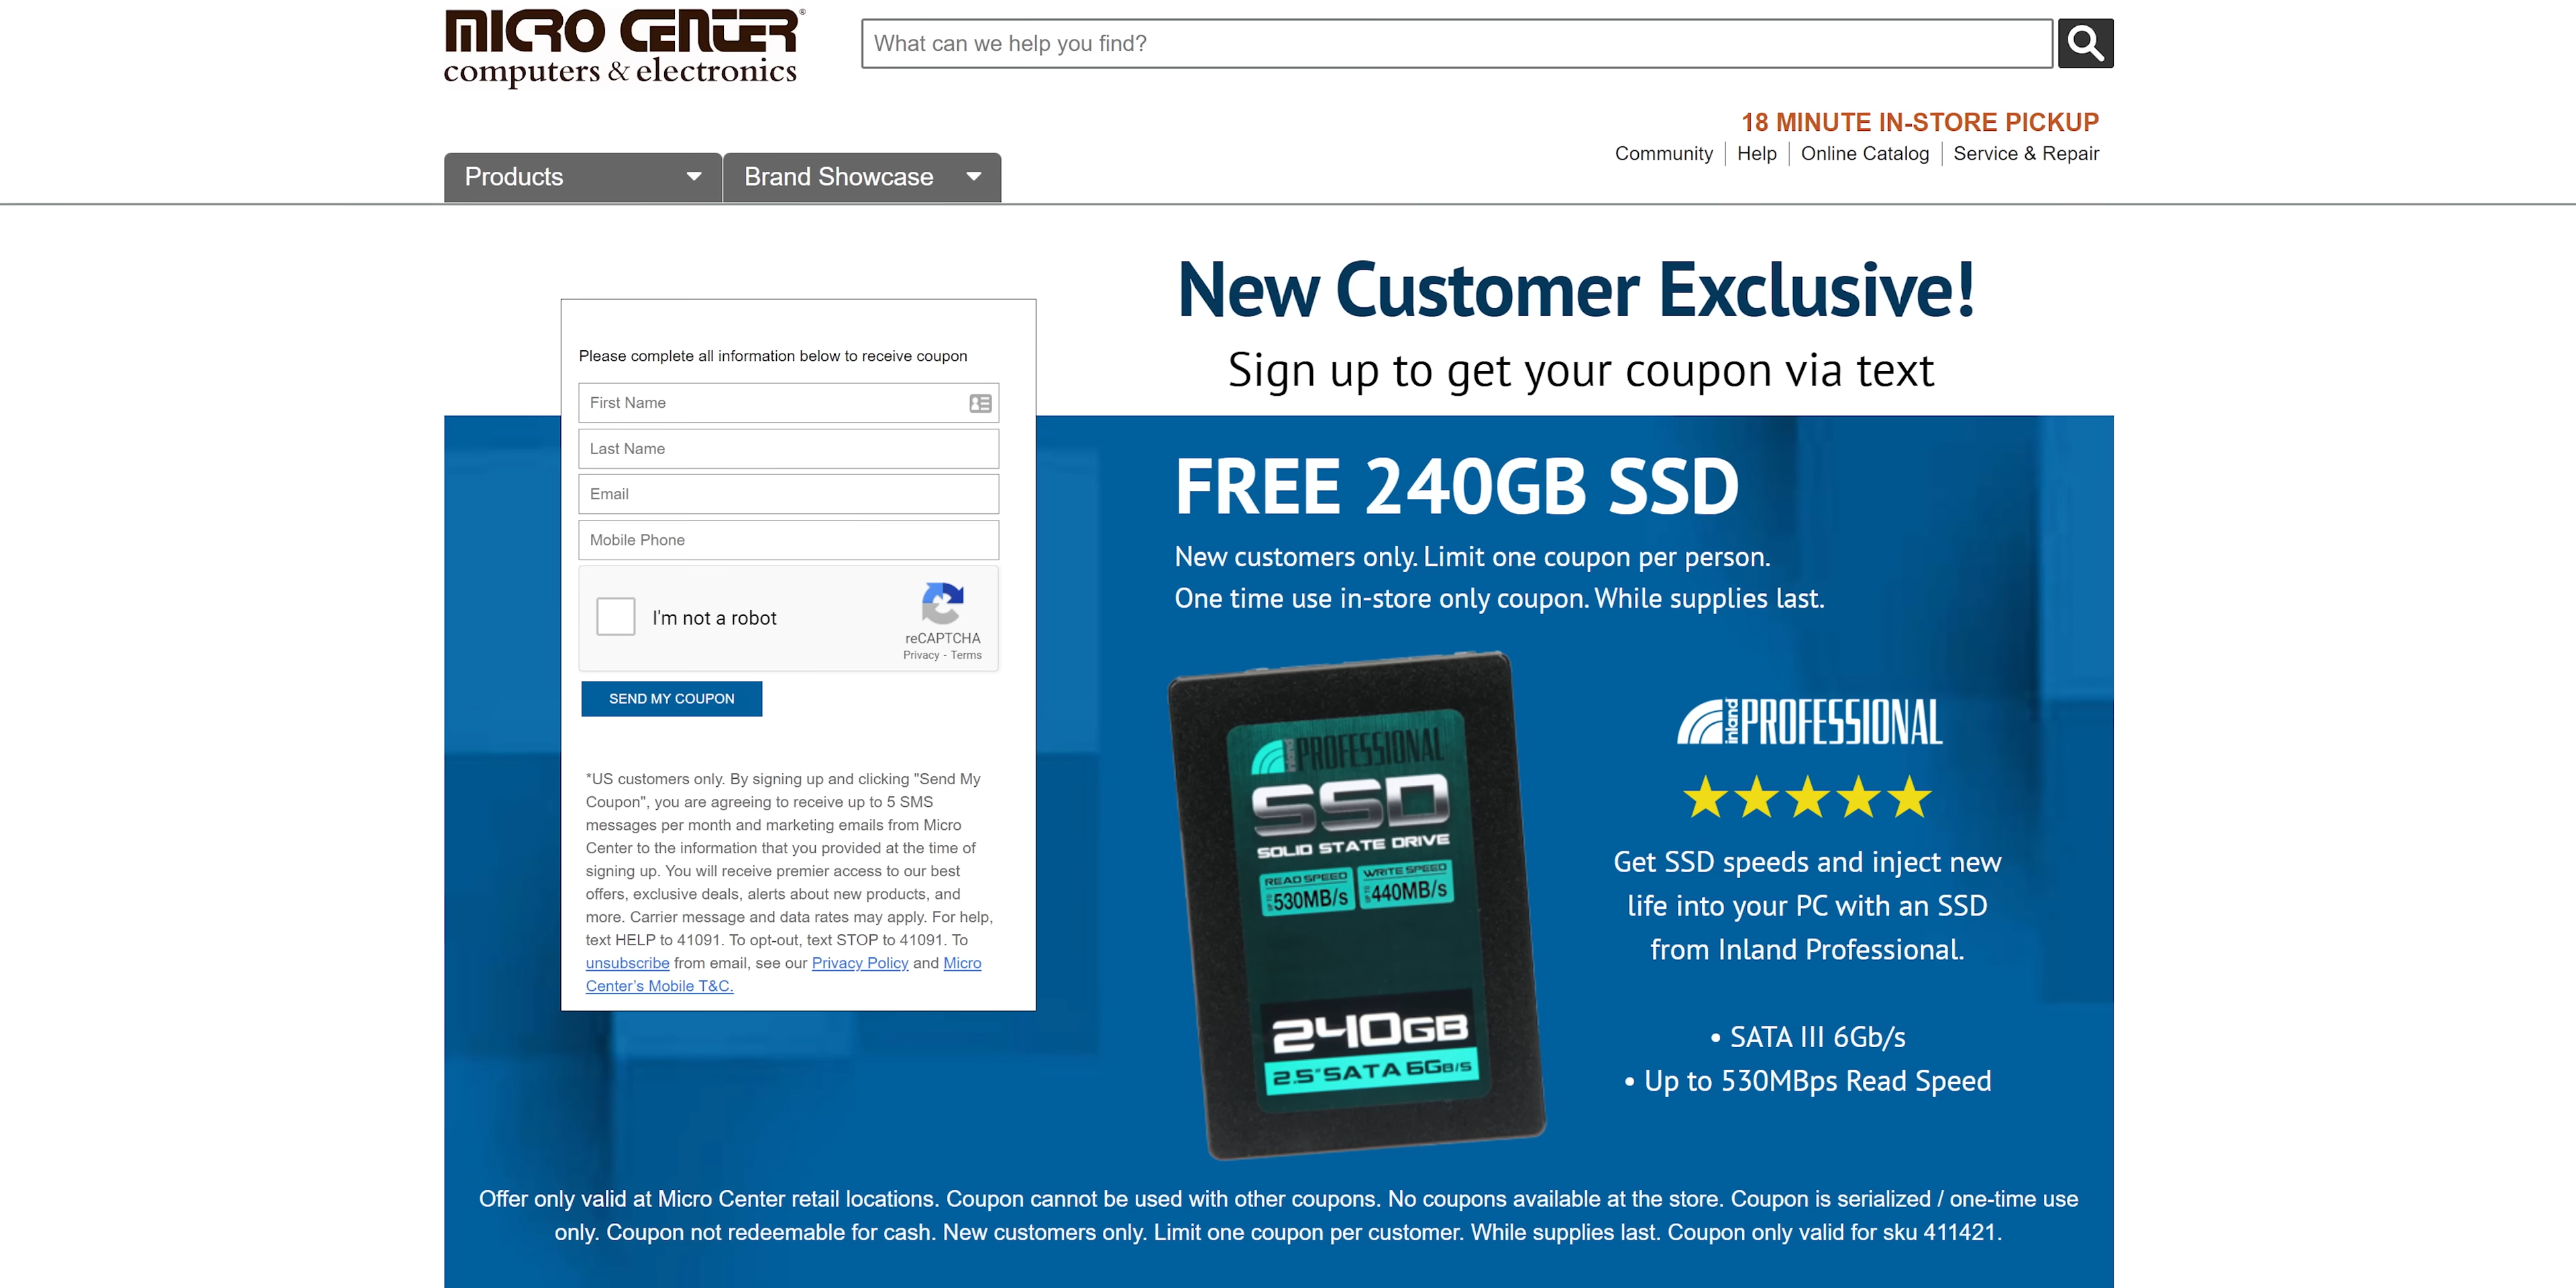 MICRO CENTER®
computers & electronics
What can we help you find?
18 MINUTE IN-STORE PICKUP
Community | Help | Online Catalog | Service & Repair
Products
Brand Showcase
New Customer Exclusive!
Sign up to get your coupon via text
Please complete all information below to receive coupon
First Name
Last Name
Email
Mobile Phone
I'm not a robot
reCAPTCHA
Privacy - Terms
SEND MY COUPON
*US customers only. By signing up and clicking "Send My
Coupon", you are agreeing to receive up to 5 SMS
messages per month and marketing emails from Micro
Center to the information that you provided at the time of
signing up. You will receive premier access to our best
offers, exclusive deals, alerts about new products, and
more. Carrier message and data rates may apply. For help,
text HELP to 41091. To opt-out, text STOP to 41091. To
unsubscribe from email, see our Privacy Policy and Micro
Center’s Mobile T&C.
FREE 240GB SSD
New customers only. Limit one coupon per person.
One time use in-store only coupon. While supplies last.
inland PROFESSIONAL
SSD
SOLID STATE DRIVE
READ SPEED
UP TO 530MB/s
WRITE SPEED
UP TO 440MB/s
240GB
2.5" SATA 6GB/S
inland PROFESSIONAL
Get SSD speeds and inject new
life into your PC with an SSD
from Inland Professional.
• SATA III 6Gb/s
• Up to 530MBps Read Speed
Offer only valid at Micro Center retail locations. Coupon cannot be used with other coupons. No coupons available at the store. Coupon is serialized / one-time use
only. Coupon not redeemable for cash. New customers only. Limit one coupon per customer. While supplies last. Coupon only valid for sku 411421.